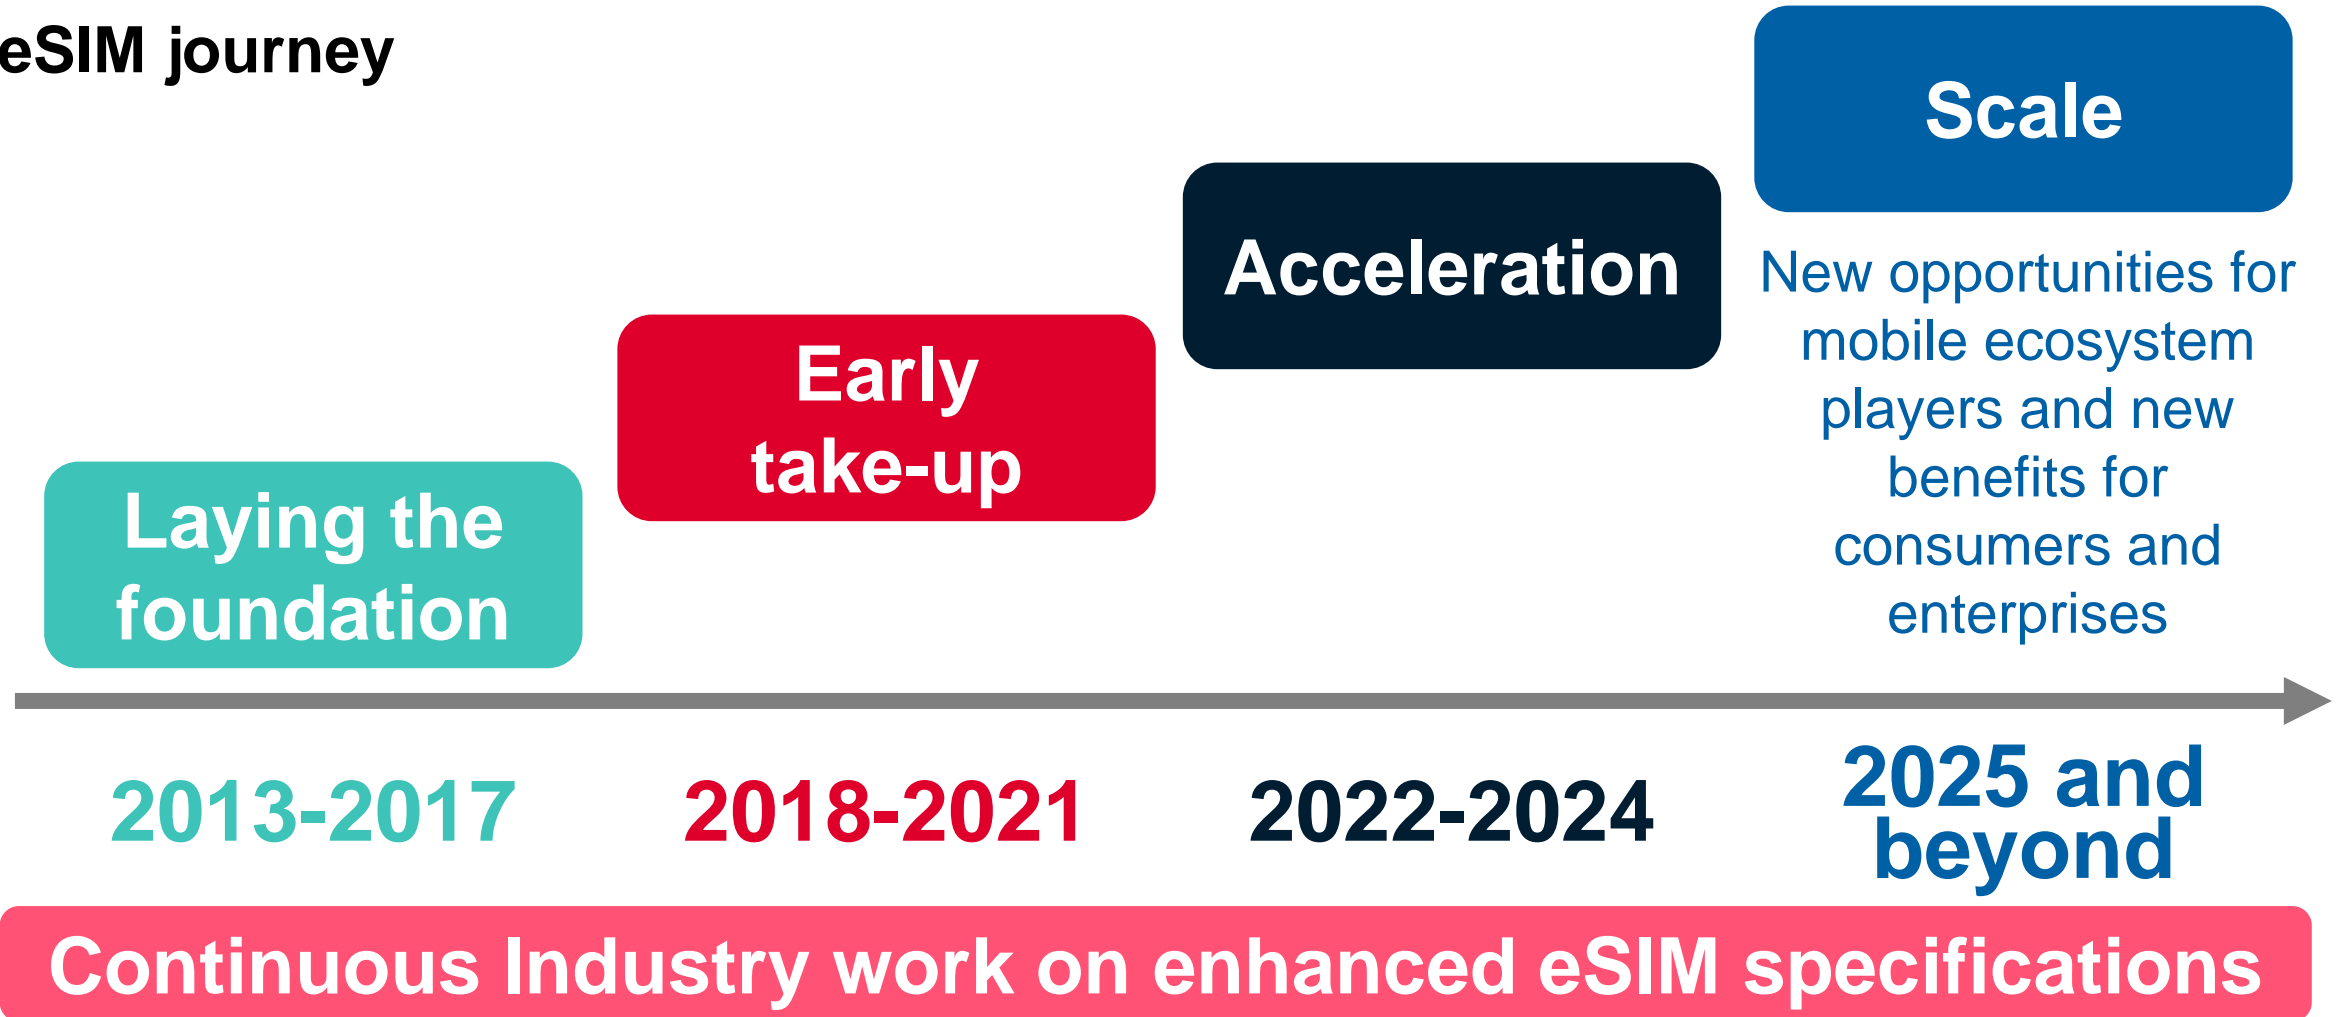 eSIM journey
Scale
Acceleration
New opportunities for
mobile ecosystem
players and new
benefits for
consumers and
enterprises
Early
take-up
Laying the
foundation
2013-2017
2018-2021
2022-2024
2025 and
beyond
Continuous Industry work on enhanced eSIM specifications